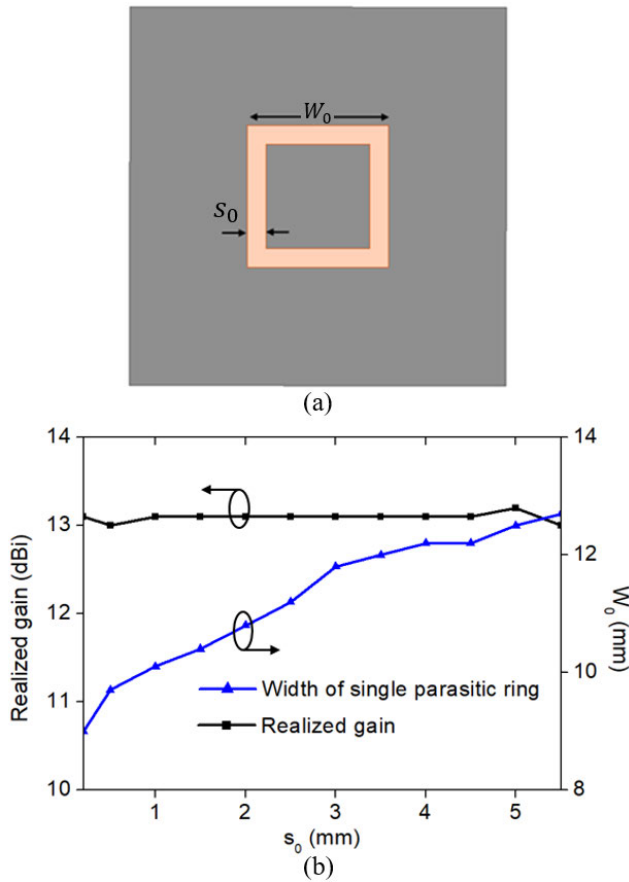 W₀
S₀
(a)
14
13
12
11
10
Realized gain (dBi)
14
12
10
8
W₀ (mm)
Width of single parasitic ring
Realized gain
1 2 3 4 5
s₀ (mm)
(b)